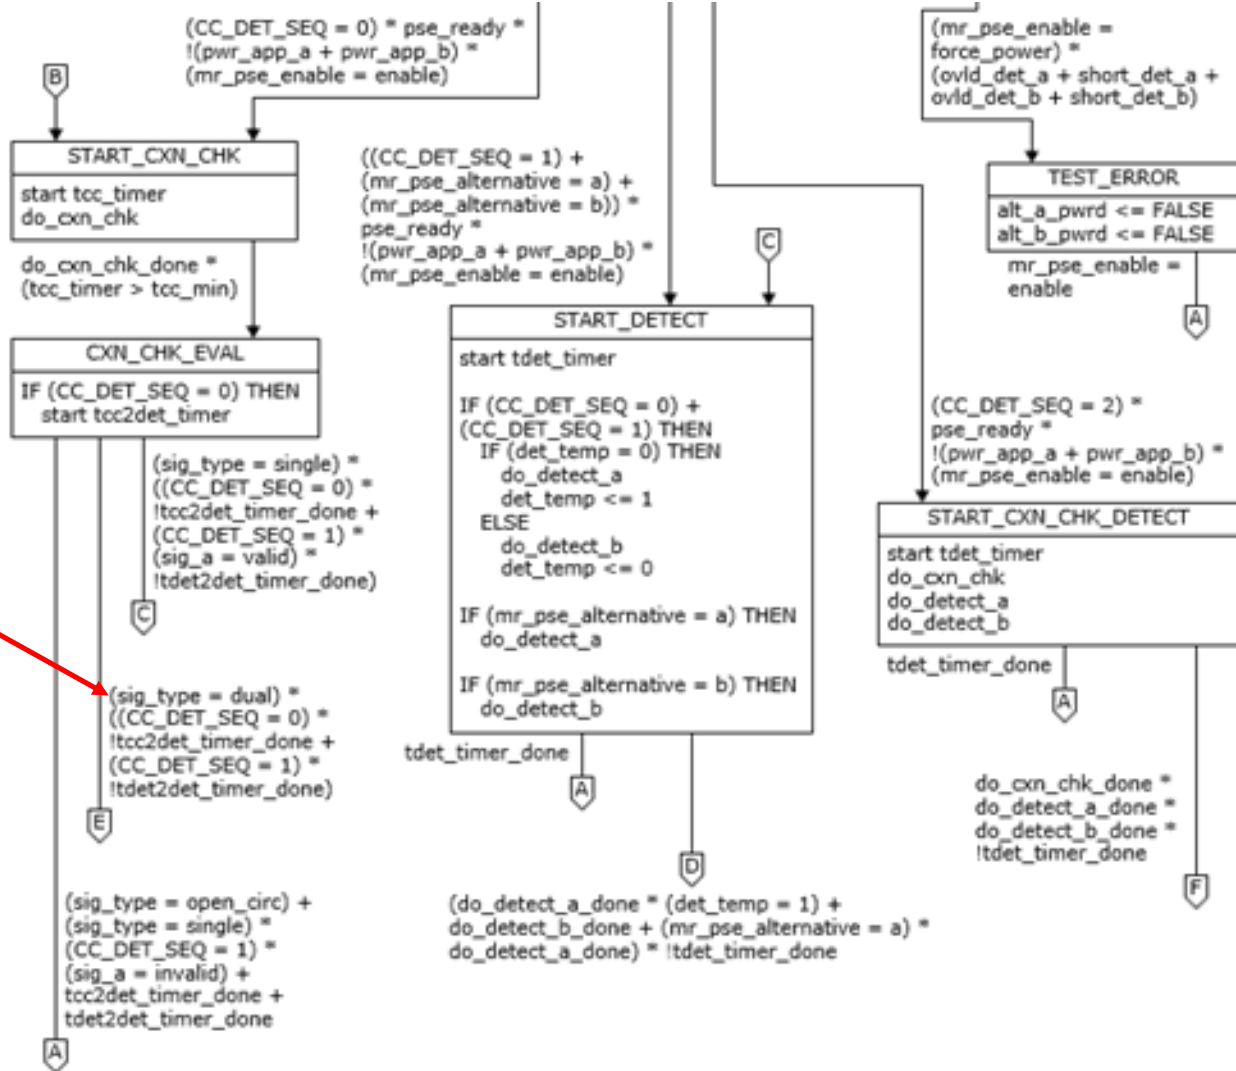 (CC_DET_SEQ = 0) * pse_ready *
!(pwr_app_a + pwr_app_b) *
(mr_pse_enable = enable)
B
START_CXN_CHK
start tcc_timer
do_cxn_chk
do_cxn_chk_done *
(tcc_timer > tcc_min)
CXN_CHK_EVAL
IF (CC_DET_SEQ = 0) THEN
start tcc2det_timer
(sig_type = single) *
((CC_DET_SEQ = 0) *
!tcc2det_timer_done +
(CC_DET_SEQ = 1) *
(sig_a = valid) *
!tdet2det_timer_done)
C
(sig_type = dual) *
((CC_DET_SEQ = 0) *
!tcc2det_timer_done +
(CC_DET_SEQ = 1) *
!tdet2det_timer_done)
E
(sig_type = open_circ) +
(sig_type = single) *
(CC_DET_SEQ = 1) *
(sig_a = invalid) +
tcc2det_timer_done +
tdet2det_timer_done
A
((CC_DET_SEQ = 1) +
(mr_pse_alternative = a) +
(mr_pse_alternative = b)) *
pse_ready *
!(pwr_app_a + pwr_app_b) *
(mr_pse_enable = enable)
C
START_DETECT
start tdet_timer
IF (CC_DET_SEQ = 0) +
(CC_DET_SEQ = 1) THEN
IF (det_temp = 0) THEN
do_detect_a
det_temp <= 1
ELSE
do_detect_b
det_temp <= 0
IF (mr_pse_alternative = a) THEN
do_detect_a
IF (mr_pse_alternative = b) THEN
do_detect_b
tdet_timer_done
A
D
(do_detect_a_done * (det_temp = 1) +
do_detect_b_done + (mr_pse_alternative = a) *
do_detect_a_done) * !tdet_timer_done
(mr_pse_enable =
force_power) *
(ovld_det_a + short_det_a +
ovld_det_b + short_det_b)
TEST_ERROR
alt_a_pwrd <= FALSE
alt_b_pwrd <= FALSE
mr_pse_enable =
enable
A
(CC_DET_SEQ = 2) *
pse_ready *
!(pwr_app_a + pwr_app_b) *
(mr_pse_enable = enable)
START_CXN_CHK_DETECT
start tdet_timer
do_cxn_chk
do_detect_a
do_detect_b
tdet_timer_done
A
do_cxn_chk_done *
do_detect_a_done *
do_detect_b_done *
!tdet_timer_done
F